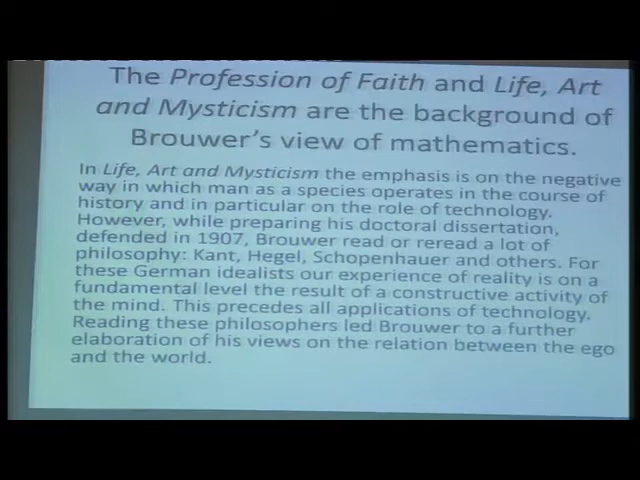 The Profession of Faith and Life, Art
and Mysticism are the background of
Brouwer's view of mathematics.
In Life, Art and Mysticism the emphasis is on the negative
way in which man as a species operates in the course of
history and in particular on the role of technology.
However, while preparing his doctoral dissertation,
defended in 1907, Brouwer read or reread a lot of
philosophy: Kant, Hegel, Schopenhauer and others. For
these German idealists our experience of reality is on a
fundamental level the result of a constructive activity of
the mind. This precedes all applications of technology.
Reading these philosophers led Brouwer to a further
elaboration of his views on the relation between the ego
and the world.